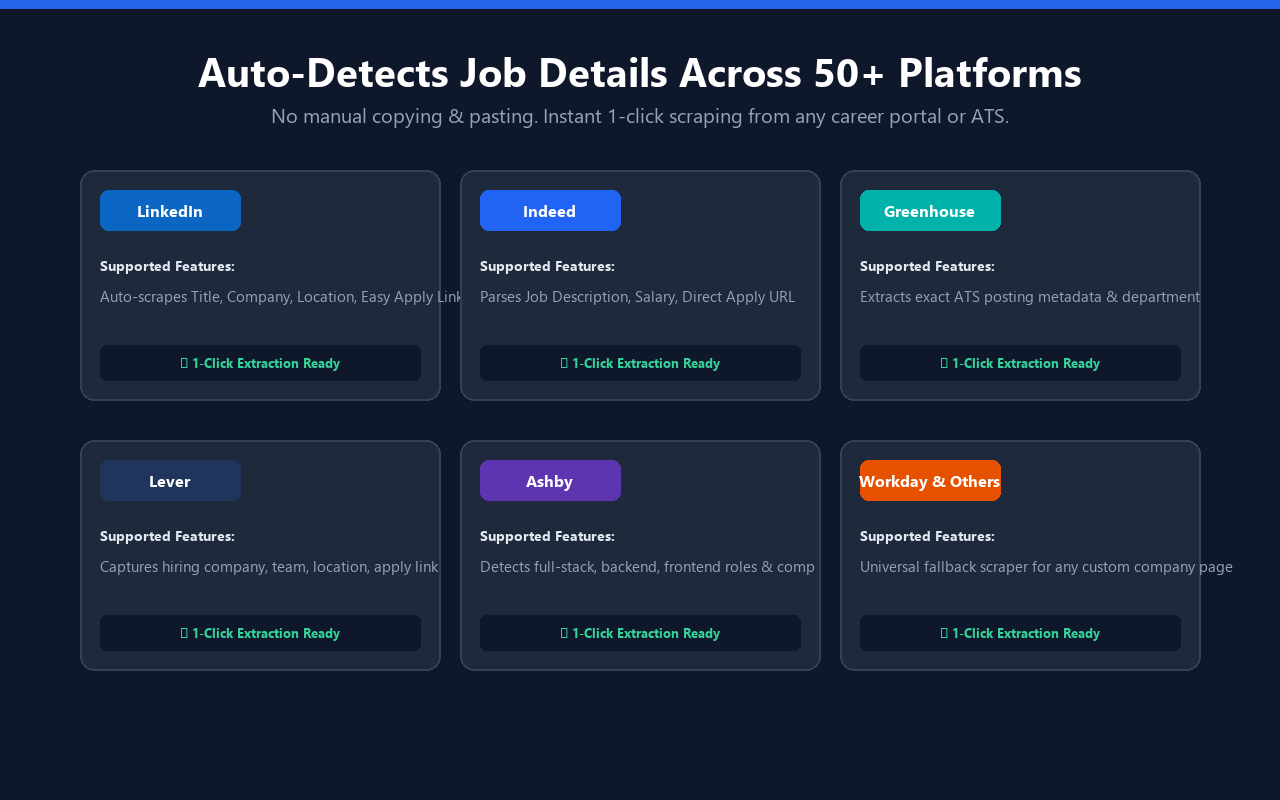 Auto-Detects Job Details Across 50+ Platforms
No manual copying & pasting. Instant 1-click scraping from any career portal or ATS.
LinkedIn
Supported Features:
Auto-scrapes Title, Company, Location, Easy Apply Link
1-Click Extraction Ready
Indeed
Supported Features:
Parses Job Description, Salary, Direct Apply URL
1-Click Extraction Ready
Greenhouse
Supported Features:
Extracts exact ATS posting metadata & department
1-Click Extraction Ready
Lever
Supported Features:
Captures hiring company, team, location, apply link
1-Click Extraction Ready
Ashby
Supported Features:
Detects full-stack, backend, frontend roles & comp
1-Click Extraction Ready
Workday & Others
Supported Features:
Universal fallback scraper for any custom company page
1-Click Extraction Ready